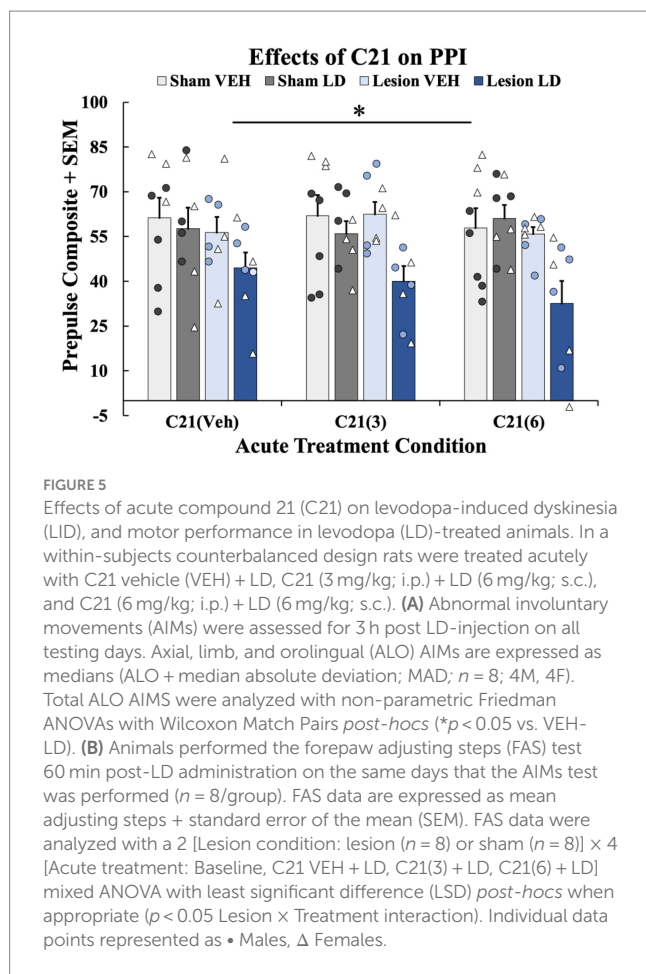 Effects of C21 on PPI
Sham VEH Sham LD Lesion VEH Lesion LD
*
Prepulse Composite + SEM
100
85
70
55
40
25
10
-5
C21(Veh) C21(3) C21(6)
Acute Treatment Condition
FIGURE 5
Effects of acute compound 21 (C21) on levodopa-induced dyskinesia
(LID), and motor performance in levodopa (LD)-treated animals. In a
within-subjects counterbalanced design rats were treated acutely
with C21 vehicle (VEH) + LD, C21 (3 mg/kg; i.p.) + LD (6 mg/kg; s.c.),
and C21 (6 mg/kg; i.p.) + LD (6 mg/kg; s.c.). (A) Abnormal involuntary
movements (AIMs) were assessed for 3 h post LD-injection on all
testing days. Axial, limb, and orolingual (ALO) AIMs are expressed as
medians (ALO + median absolute deviation; MAD; n = 8; 4M, 4F).
Total ALO AIMS were analyzed with non-parametric Friedman
ANOVAs with Wilcoxon Match Pairs post-hocs (*p < 0.05 vs. VEH-
LD). (B) Animals performed the forepaw adjusting steps (FAS) test
60 min post-LD administration on the same days that the AIMs test
was performed (n = 8/group). FAS data are expressed as mean
adjusting steps + standard error of the mean (SEM). FAS data were
analyzed with a 2 [Lesion condition: lesion (n = 8) or sham (n = 8)] × 4
[Acute treatment: Baseline, C21 VEH + LD, C21(3) + LD, C21(6) + LD]
mixed ANOVA with least significant difference (LSD) post-hocs when
appropriate (p < 0.05 Lesion × Treatment interaction). Individual data
points represented as • Males, Δ Females.